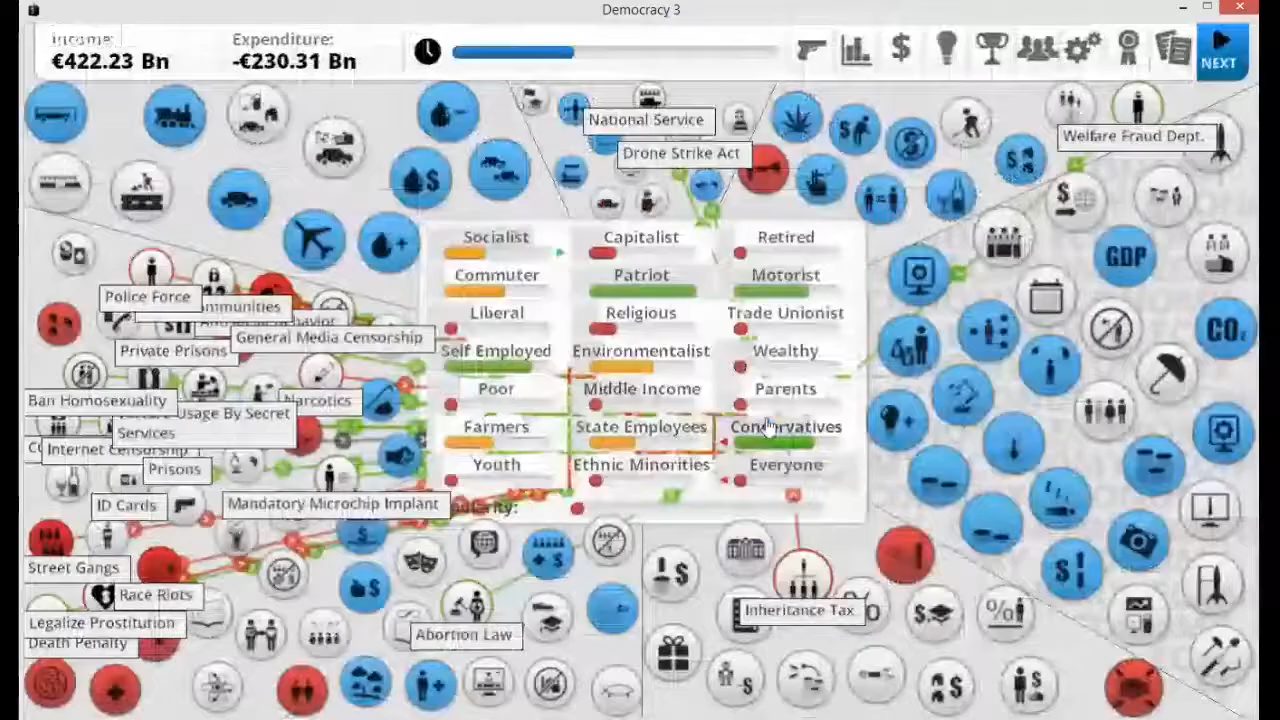 Democracy 3
Income:
€422.23 Bn
Expenditure:
-€230.31 Bn
NEXT
National Service
Drone Strike Act
Welfare Fraud Dept.
Socialist
Capitalist
Retired
Commuter
Patriot
Motorist
Liberal
Religious
Trade Unionist
Self Employed
Environmentalist
Wealthy
Poor
Middle Income
Parents
Farmers
State Employees
Conservatives
Youth
Ethnic Minorities
Everyone
GDP
CO₂
Police Force
General Media Censorship
Private Prisons
Ban Homosexuality
Narcotics
Usage By Secret
Services
Internet Censorship
Prisons
ID Cards
Mandatory Microchip Implant
Street Gangs
Race Riots
Legalize Prostitution
Death Penalty
Abortion Law
Inheritance Tax